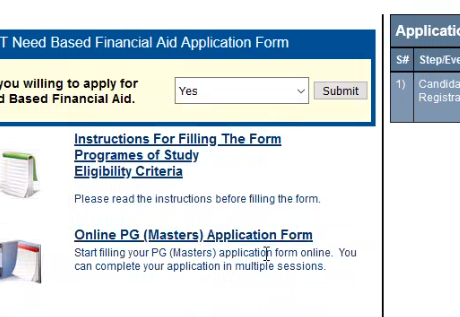 T Need Based Financial Aid Application Form
you willing to apply for
d Based Financial Aid.
Yes
Submit
Instructions For Filling The Form
Programes of Study
Eligibility Criteria
Please read the instructions before filling the form.
Online PG (Masters) Application Form
Start filling your PG (Masters) application form online. You
can complete your application in multiple sessions.
Applicatio
S# Step/Eve
1) Candida
Registra